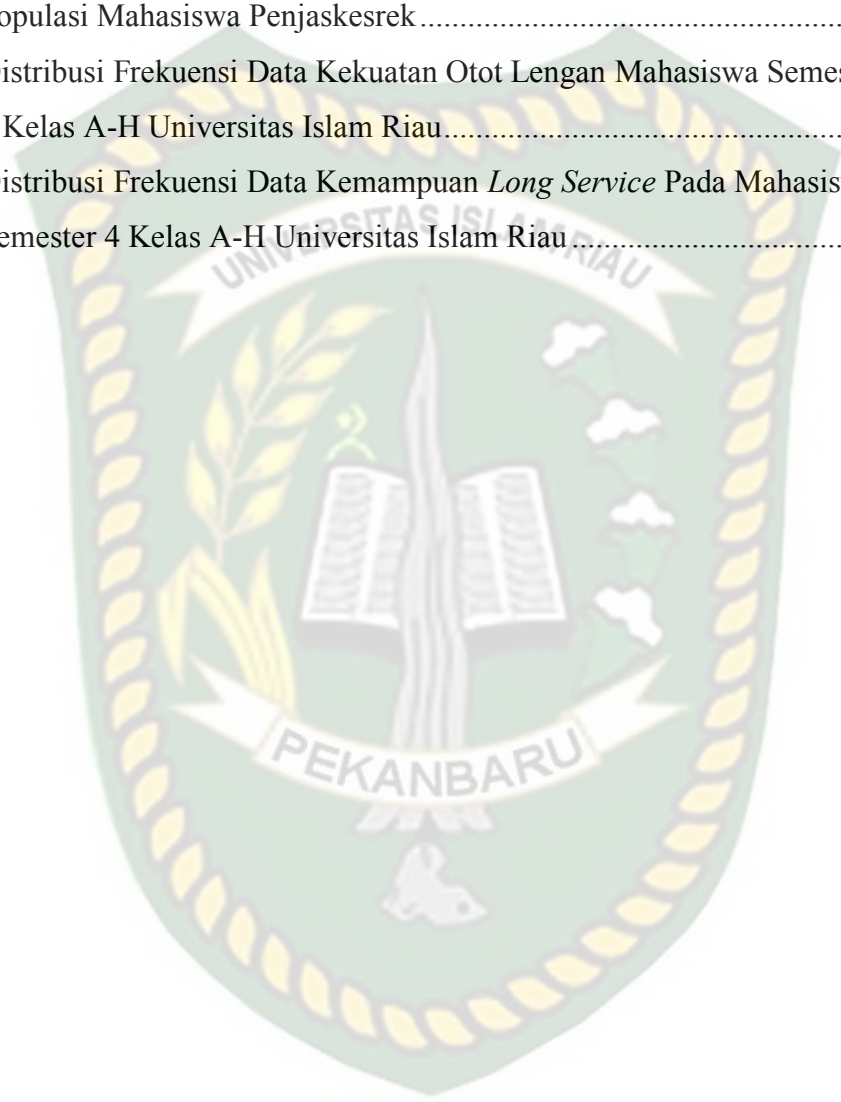 opulasi Mahasiswa Penjaskesrek........................................................
istribusi Frekuensi Data Kekuatan Otot Lengan Mahasiswa Semes
Kelas A-H Universitas Islam Riau.....................................................
istribusi Frekuensi Data Kemampuan Long Service Pada Mahasis
emester 4 Kelas A-H Universitas Islam Riau....................................
UNIVERSITAS ISLAM RIAU
PEKANBARU